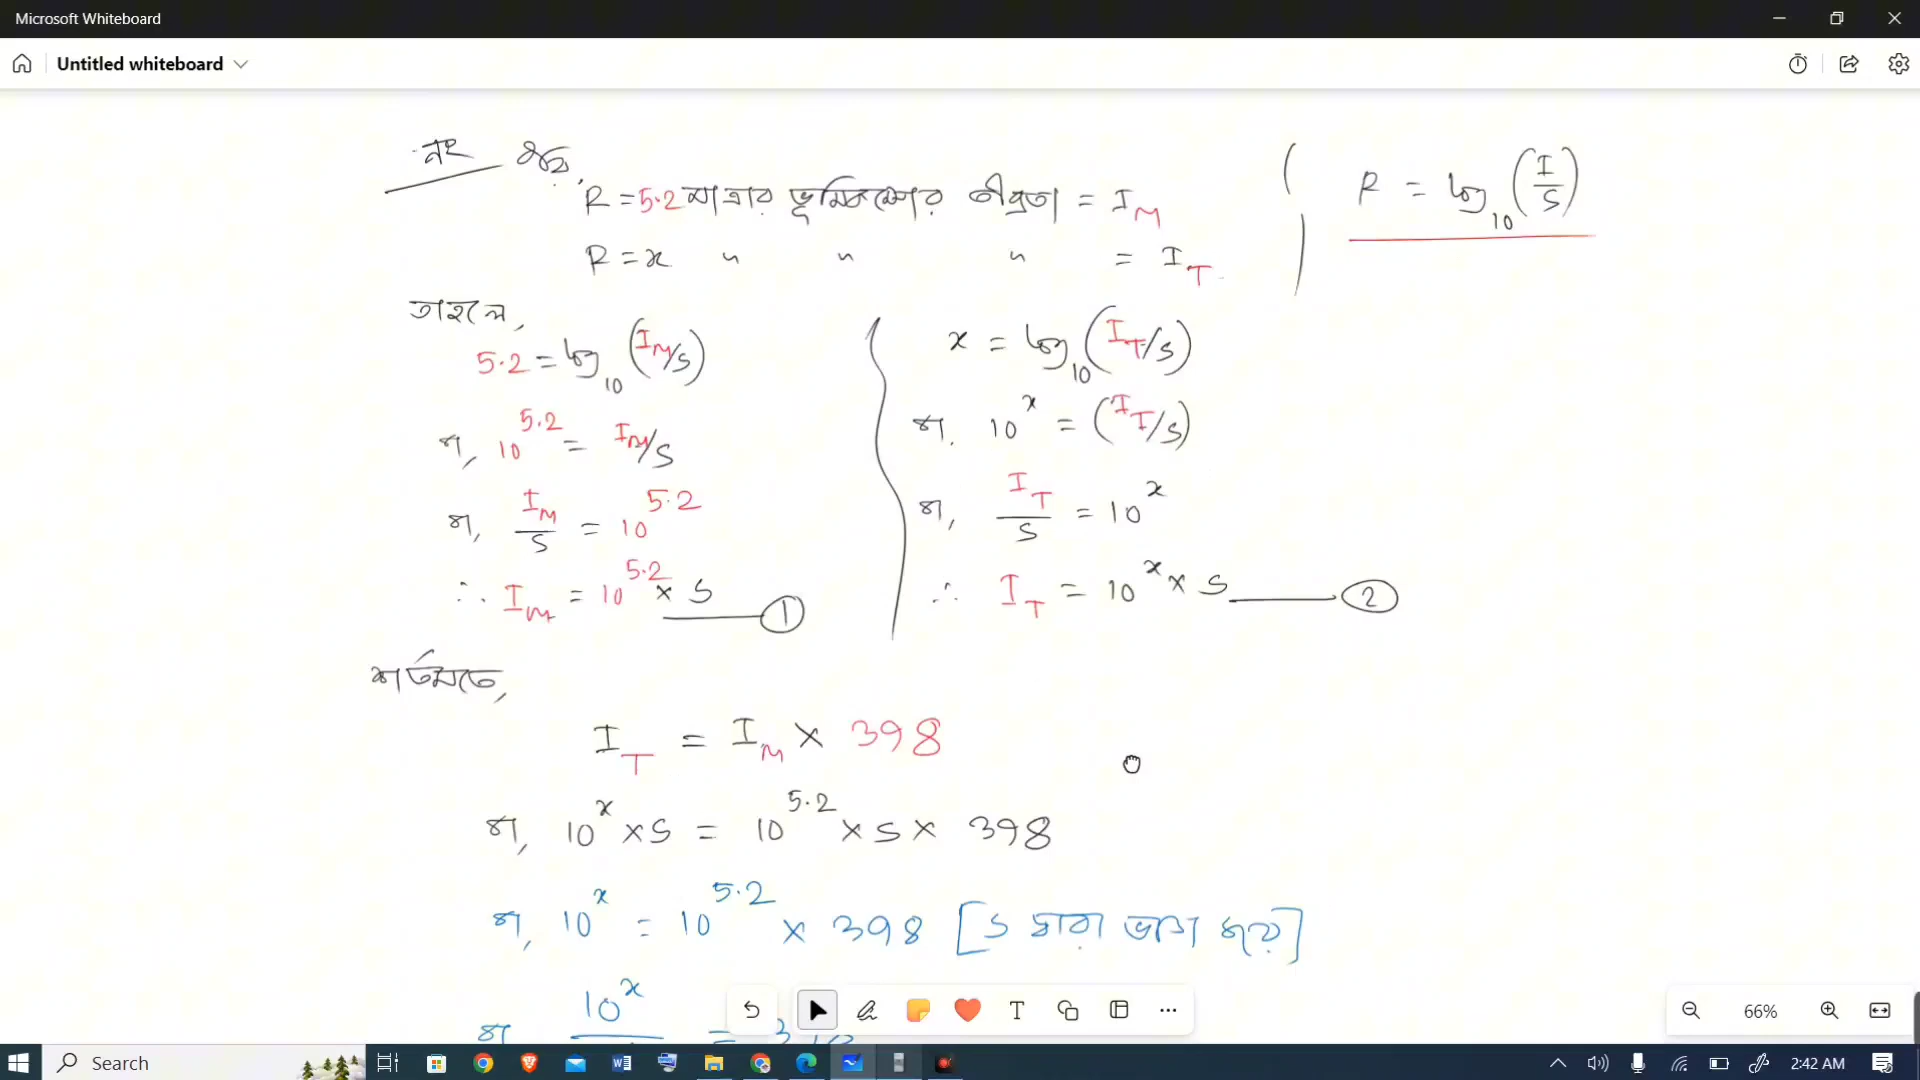 Microsoft Whiteboard
Untitled whiteboard
নং
R = 5.2 মাত্রার ভূমিকম্পের তীব্রতা = I_M
R = x " " " = I_T
R = log₁₀ (I/S)
তাহলে,
5.2 = log₁₀ (I_M/S)
বা, 10^5.2 = I_M/S
বা, I_M/S = 10^5.2
∴ I_M = 10^5.2 × S ——— ①
x = log₁₀ (I_T/S)
বা, 10^x = (I_T/S)
বা, I_T/S = 10^x
∴ I_T = 10^x × S ——— ②
শর্তমতে,
I_T = I_M × 398
বা, 10^x × S = 10^5.2 × S × 398
বা, 10^x = 10^5.2 × 398 [S দ্বারা ভাগ করে]
বা, 10^x
66%
Search
2:42 AM